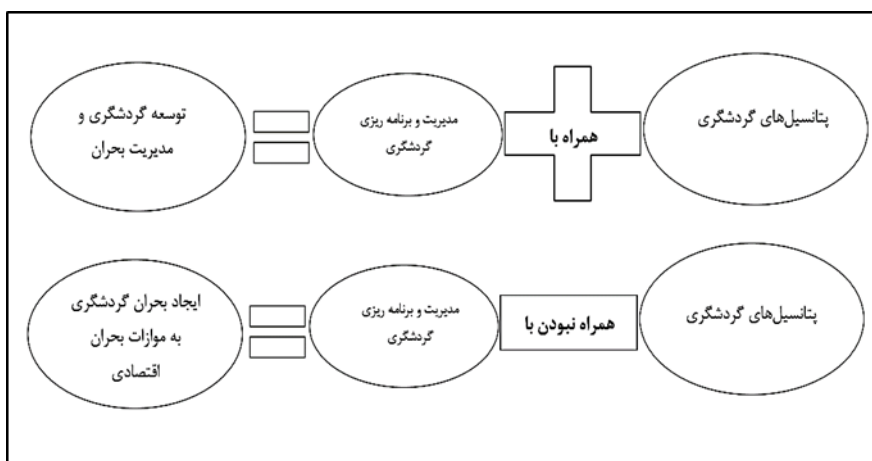 پتانسیل‌های گردشگری
همراه با
مدیریت و برنامه ریزی
گردشگری
توسعه گردشگری و
مدیریت بحران
پتانسیل‌های گردشگری
همراه نبودن با
مدیریت و برنامه ریزی
گردشگری
ایجاد بحران گردشگری
به موازات بحران
اقتصادی